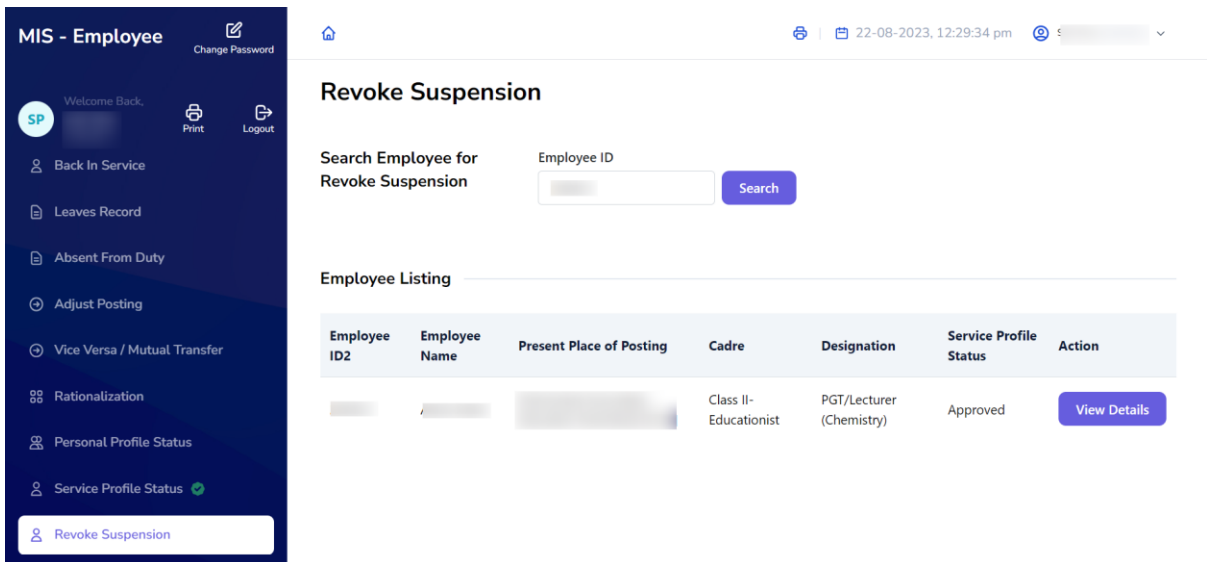 MIS - Employee
Change Password
22-08-2023, 12:29:34 pm
SP
Welcome Back,
Print
Logout
Back In Service
Leaves Record
Absent From Duty
Adjust Posting
Vice Versa / Mutual Transfer
Rationalization
Personal Profile Status
Service Profile Status
Revoke Suspension
Revoke Suspension
Search Employee for
Revoke Suspension
Employee ID
Search
Employee Listing
Employee ID2
Employee Name
Present Place of Posting
Cadre
Designation
Service Profile Status
Action
Class II-
Educationist
PGT/Lecturer
(Chemistry)
Approved
View Details